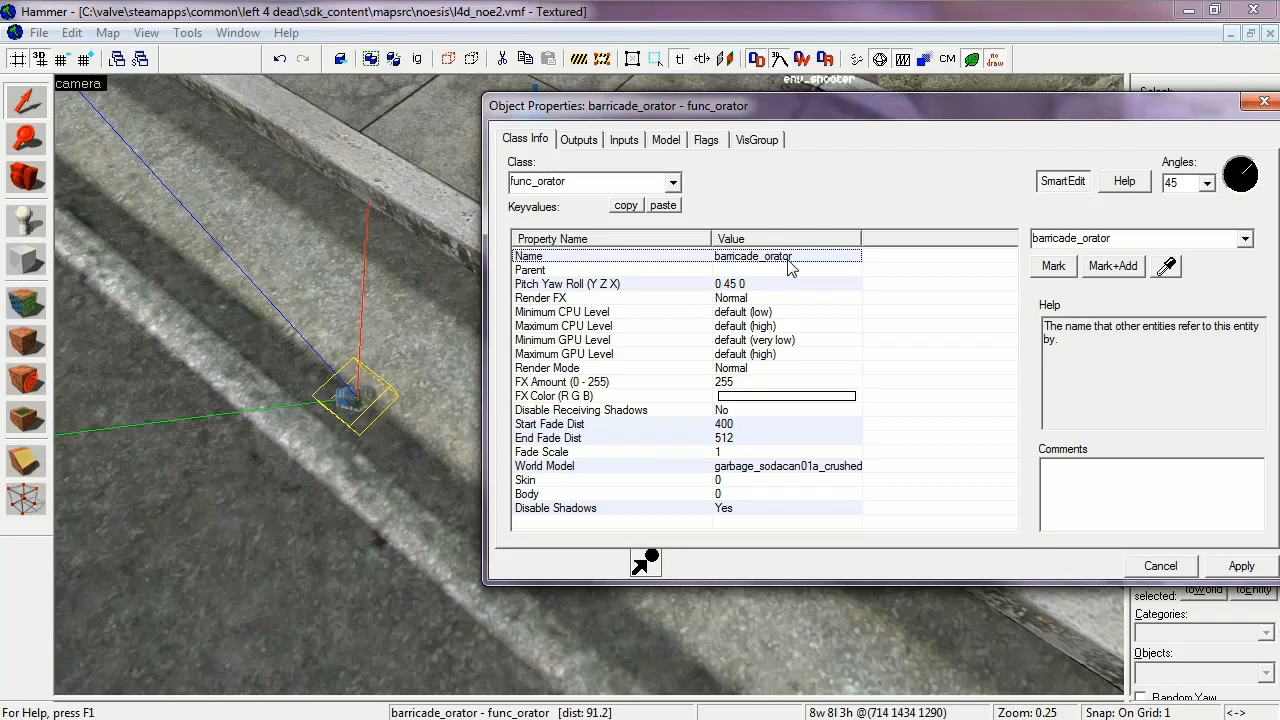 Hammer - [C:\valve\steamapps\common\left 4 dead\sdk_content\mapsrc\noesis\l4d_noe2.vmf - Textured]
File Edit Map View Tools Window Help
camera
env_shooter
Object Properties: barricade_orator - func_orator
Class Info Outputs Inputs Model Flags VisGroup
Class:
func_orator
Keyvalues: copy paste
SmartEdit Help
Angles:
45
Property Name Value
Name barricade_orator
Parent
Pitch Yaw Roll (Y Z X) 0 45 0
Render FX Normal
Minimum CPU Level default (low)
Maximum CPU Level default (high)
Minimum GPU Level default (very low)
Maximum GPU Level default (high)
Render Mode Normal
FX Amount (0 - 255) 255
FX Color (R G B)
Disable Receiving Shadows No
Start Fade Dist 400
End Fade Dist 512
Fade Scale 1
World Model garbage_sodacan01a_crushed
Skin 0
Body 0
Disable Shadows Yes
barricade_orator
Mark Mark+Add
Help
The name that other entities refer to this entity
by.
Comments
Cancel Apply
selected: toWorld toEntity
Categories:
Objects:
Random Yaw
For Help, press F1 barricade_orator - func_orator [dist: 91.2] 8w 8l 3h @(714 1434 1290) Zoom: 0.25 Snap: On Grid: 1 <->